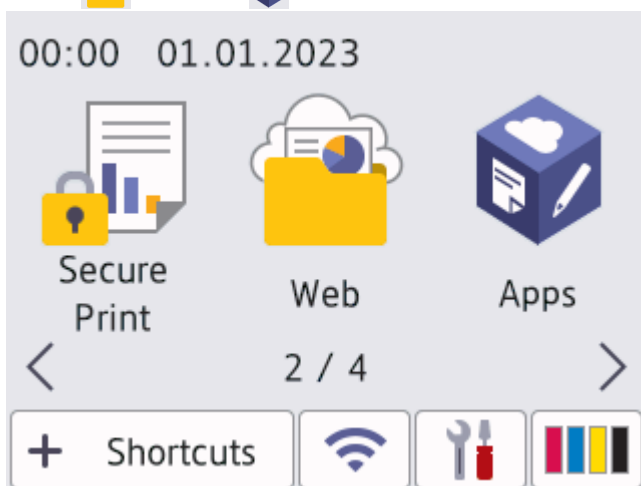 00:00 01.01.2023
Secure
Print
Web
Apps
2 / 4
+ Shortcuts